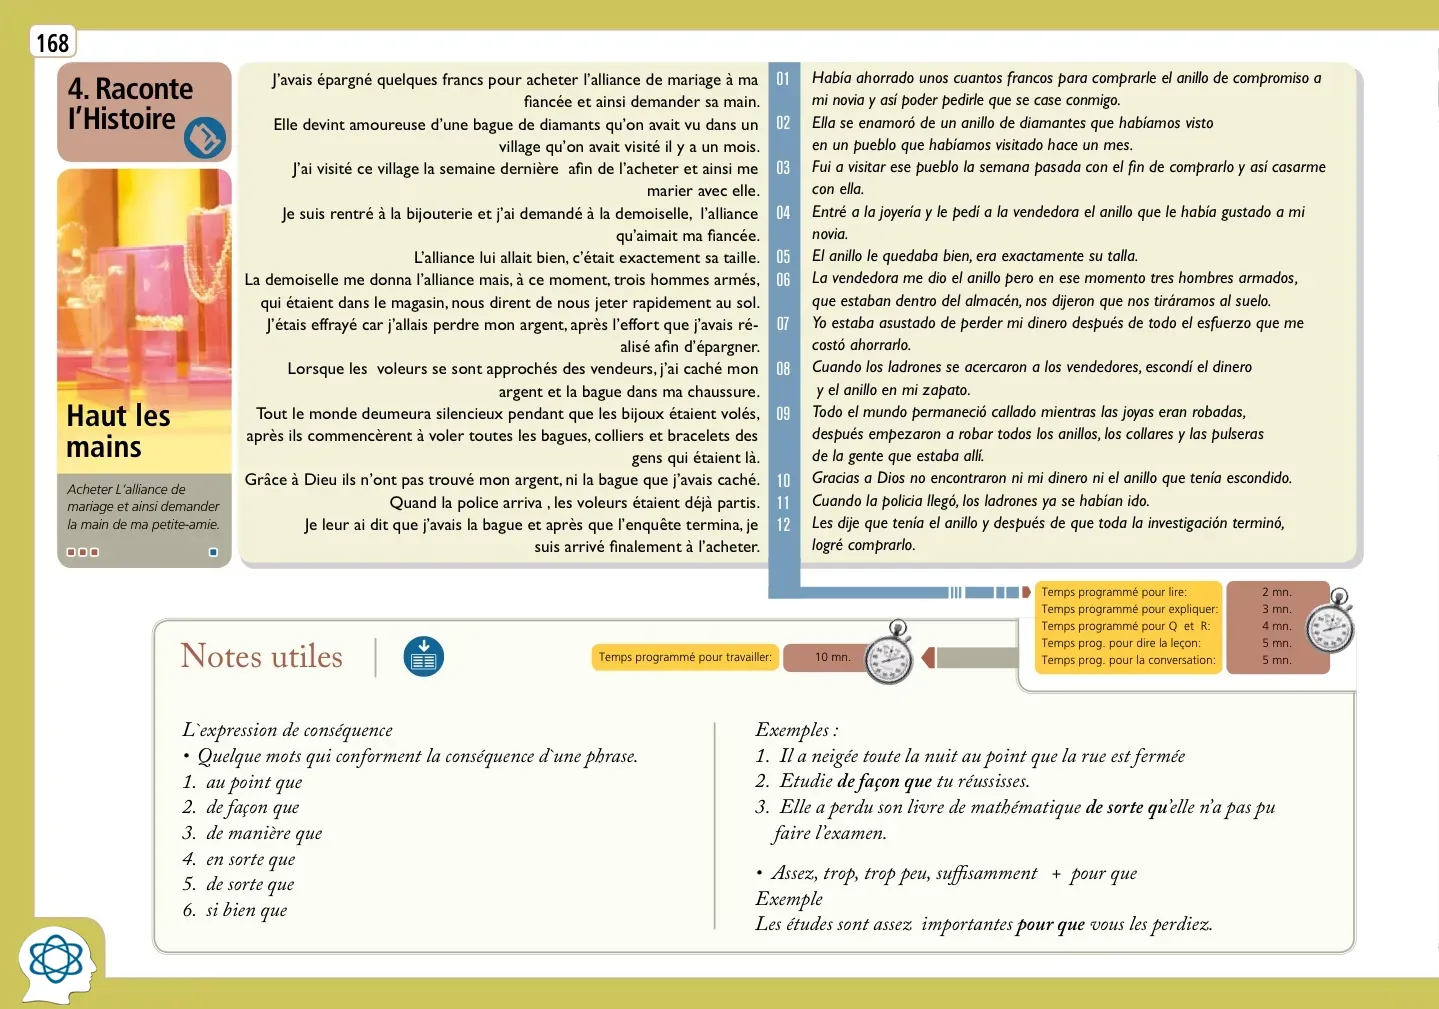 168
4. Raconte
l'Histoire
Haut les
mains
Acheter L'alliance de
mariage et ainsi demander
la main de ma petite-amie.
J'avais épargné quelques francs pour acheter l'alliance de mariage à ma
fiancée et ainsi demander sa main.
Elle devint amoureuse d'une bague de diamants qu'on avait vu dans un
village qu'on avait visité il y a un mois.
J'ai visité ce village la semaine dernière afin de l'acheter et ainsi me
marier avec elle.
Je suis rentré à la bijouterie et j'ai demandé à la demoiselle, l'alliance
qu'aimait ma fiancée.
L'alliance lui allait bien, c'était exactement sa taille.
La demoiselle me donna l'alliance mais, à ce moment, trois hommes armés,
qui étaient dans le magasin, nous dirent de nous jeter rapidement au sol.
J'étais effrayé car j'allais perdre mon argent, après l'effort que j'avais ré-
alisé afin d'épargner.
Lorsque les voleurs se sont approchés des vendeurs, j'ai caché mon
argent et la bague dans ma chaussure.
Tout le monde deumeura silencieux pendant que les bijoux étaient volés,
après ils commencèrent à voler toutes les bagues, colliers et bracelets des
gens qui étaient là.
Grâce à Dieu ils n'ont pas trouvé mon argent, ni la bague que j'avais caché.
Quand la police arriva , les voleurs étaient déjà partis.
Je leur ai dit que j'avais la bague et après que l'enquête termina, je
suis arrivé finalement à l'acheter.
01
02
03
04
05
06
07
08
09
10
11
12
Había ahorrado unos cuantos francos para comprarle el anillo de compromiso a
mi novia y así poder pedirle que se case conmigo.
Ella se enamoró de un anillo de diamantes que habíamos visto
en un pueblo que habíamos visitado hace un mes.
Fui a visitar ese pueblo la semana pasada con el fin de comprarlo y así casarme
con ella.
Entré a la joyería y le pedí a la vendedora el anillo que le había gustado a mi
novia.
El anillo le quedaba bien, era exactamente su talla.
La vendedora me dio el anillo pero en ese momento tres hombres armados,
que estaban dentro del almacén, nos dijeron que nos tiráramos al suelo.
Yo estaba asustado de perder mi dinero después de todo el esfuerzo que me
costó ahorrarlo.
Cuando los ladrones se acercaron a los vendedores, escondí el dinero
y el anillo en mi zapato.
Todo el mundo permaneció callado mientras las joyas eran robadas,
después empezaron a robar todos los anillos, los collares y las pulseras
de la gente que estaba allí.
Gracias a Dios no encontraron ni mi dinero ni el anillo que tenía escondido.
Cuando la policia llegó, los ladrones ya se habían ido.
Les dije que tenía el anillo y después de que toda la investigación terminó,
logré comprarlo.
Temps programmé pour lire: 2 mn.
Temps programmé pour expliquer: 3 mn.
Temps programmé pour Q et R: 4 mn.
Temps prog. pour dire la leçon: 5 mn.
Temps prog. pour la conversation: 5 mn.
Notes utiles
Temps programmé pour travailler: 10 mn.
L`expression de conséquence
• Quelque mots qui conforment la conséquence d`une phrase.
1. au point que
2. de façon que
3. de manière que
4. en sorte que
5. de sorte que
6. si bien que
Exemples :
1. Il a neigée toute la nuit au point que la rue est fermée
2. Etudie de façon que tu réussisses.
3. Elle a perdu son livre de mathématique de sorte qu'elle n'a pas pu
faire l'examen.
• Assez, trop, trop peu, suffisamment + pour que
Exemple
Les études sont assez importantes pour que vous les perdiez.